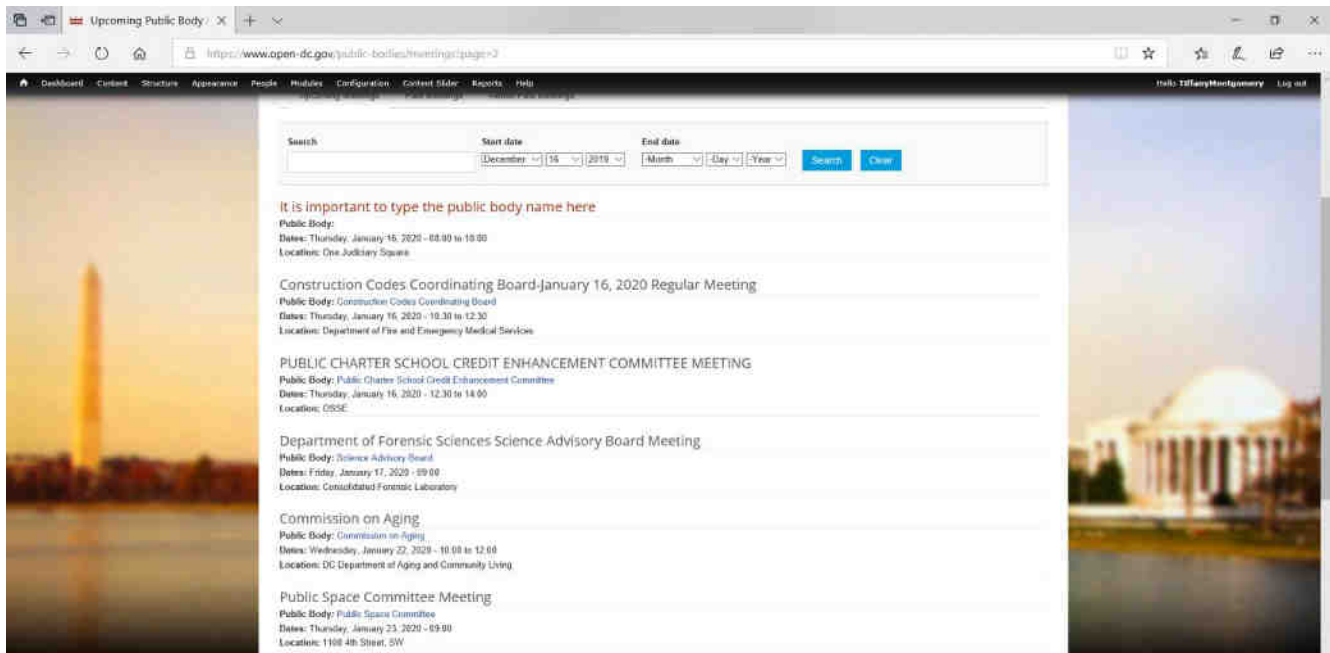 Upcoming Public Body
https://www.open-dc.gov/public-bodies/meetings?page=2
Dashboard Content Structure Appearance People Modules Configuration Content Slider Reports Help Hello TiffanyMontgomery Log out
Search Start date End date
December 16 2019 -Month -Day -Year Search Clear
It is important to type the public body name here
Public Body:
Dates: Thursday, January 16, 2020 - 08:00 to 10:00
Location: One Judiciary Square
Construction Codes Coordinating Board-January 16, 2020 Regular Meeting
Public Body: Construction Codes Coordinating Board
Dates: Thursday, January 16, 2020 - 10:30 to 12:30
Location: Department of Fire and Emergency Medical Services
PUBLIC CHARTER SCHOOL CREDIT ENHANCEMENT COMMITTEE MEETING
Public Body: Public Charter School Credit Enhancement Committee
Dates: Thursday, January 16, 2020 - 12:30 to 14:00
Location: OSSE
Department of Forensic Sciences Science Advisory Board Meeting
Public Body: Science Advisory Board
Dates: Friday, January 17, 2020 - 09:00
Location: Consolidated Forensic Laboratory
Commission on Aging
Public Body: Commission on Aging
Dates: Wednesday, January 22, 2020 - 10:00 to 12:00
Location: DC Department of Aging and Community Living
Public Space Committee Meeting
Public Body: Public Space Committee
Dates: Thursday, January 23, 2020 - 09:00
Location: 1100 4th Street, SW